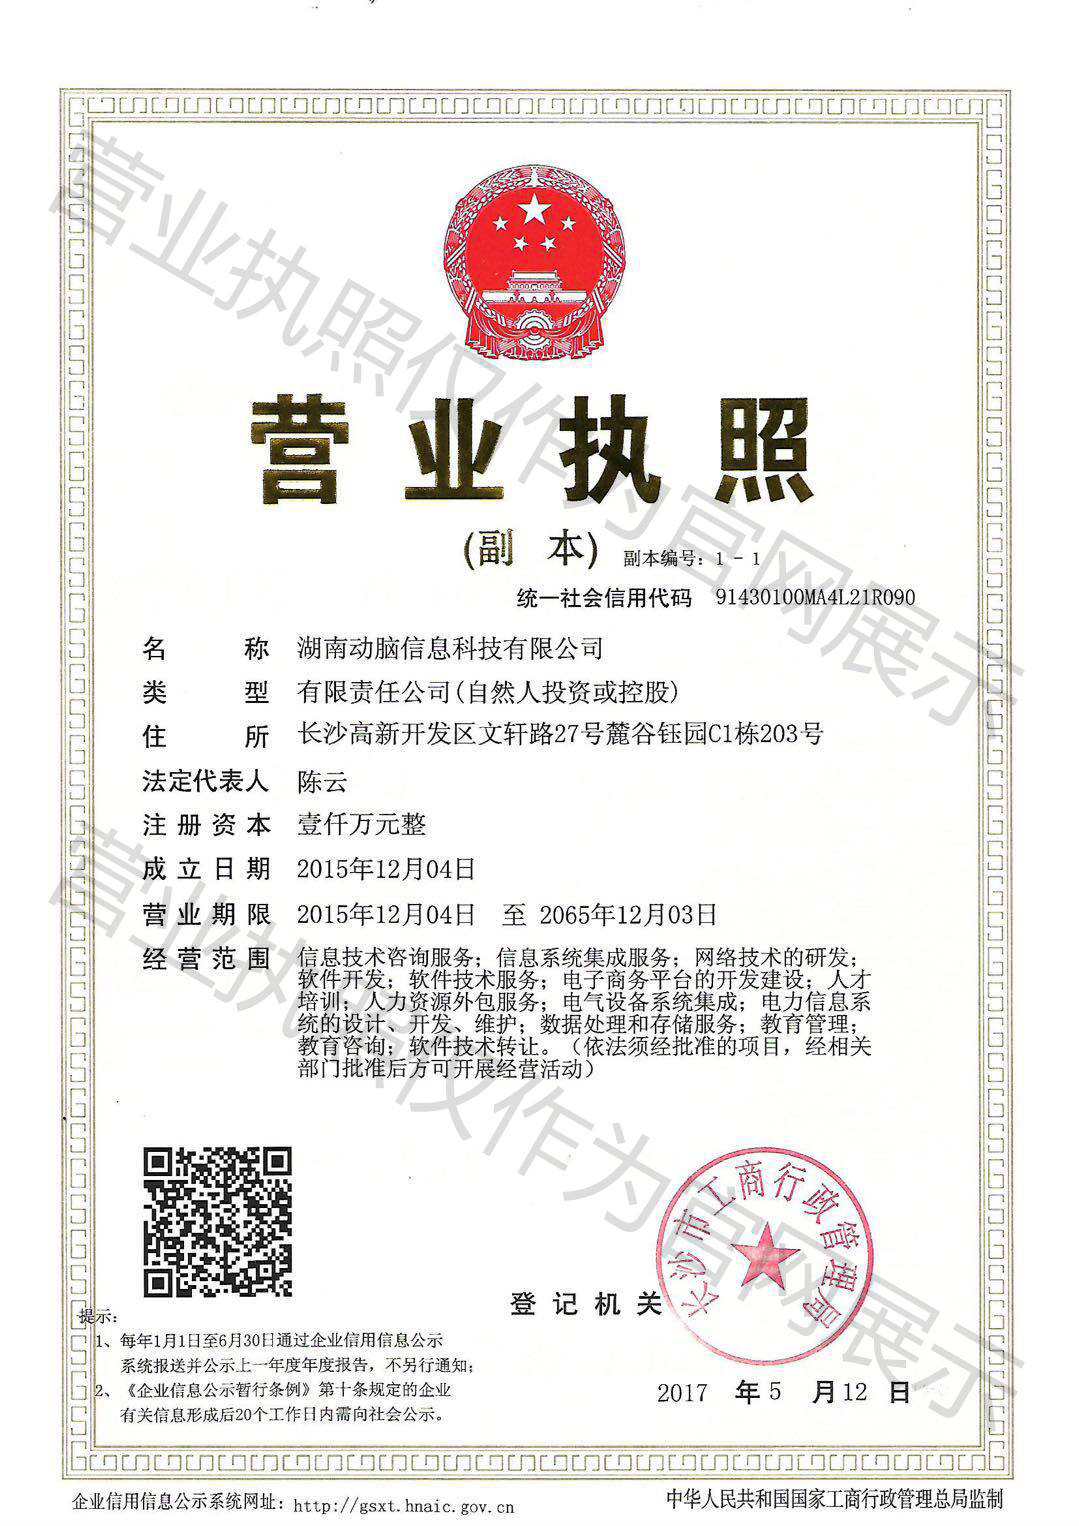 营业执照
(副 本) 副本编号: 1 - 1
统一社会信用代码 91430100MA4L21R090
名 称 湖南动脑信息科技有限公司
类 型 有限责任公司(自然人投资或控股)
住 所 长沙高新开发区文轩路27号麓谷钰园C1栋203号
法定代表人 陈云
注册资本 壹仟万元整
成立日期 2015年12月04日
营业期限 2015年12月04日 至 2065年12月03日
经营范围 信息技术咨询服务;信息系统集成服务;网络技术的研发;
软件开发;软件技术服务;电子商务平台的开发建设;人才
培训;人力资源外包服务;电气设备系统集成;电力信息系
统的设计、开发、维护;数据处理和存储服务;教育管理;
教育咨询;软件技术转让。(依法须经批准的项目,经相关
部门批准后方可开展经营活动)
长沙市工商行政管理局
登记机关
2017 年 5 月 12 日
提示:
1、每年1月1日至6月30日通过企业信用信息公示
系统报送并公示上一年度年度报告,不另行通知;
2、《企业信息公示暂行条例》第十条规定的企业
有关信息形成后20个工作日内需向社会公示。
企业信用信息公示系统网址: http://gsxt.hnaic.gov.cn
中华人民共和国国家工商行政管理总局监制
营业执照仅作为官网展示
营业执照仅作为官网展示